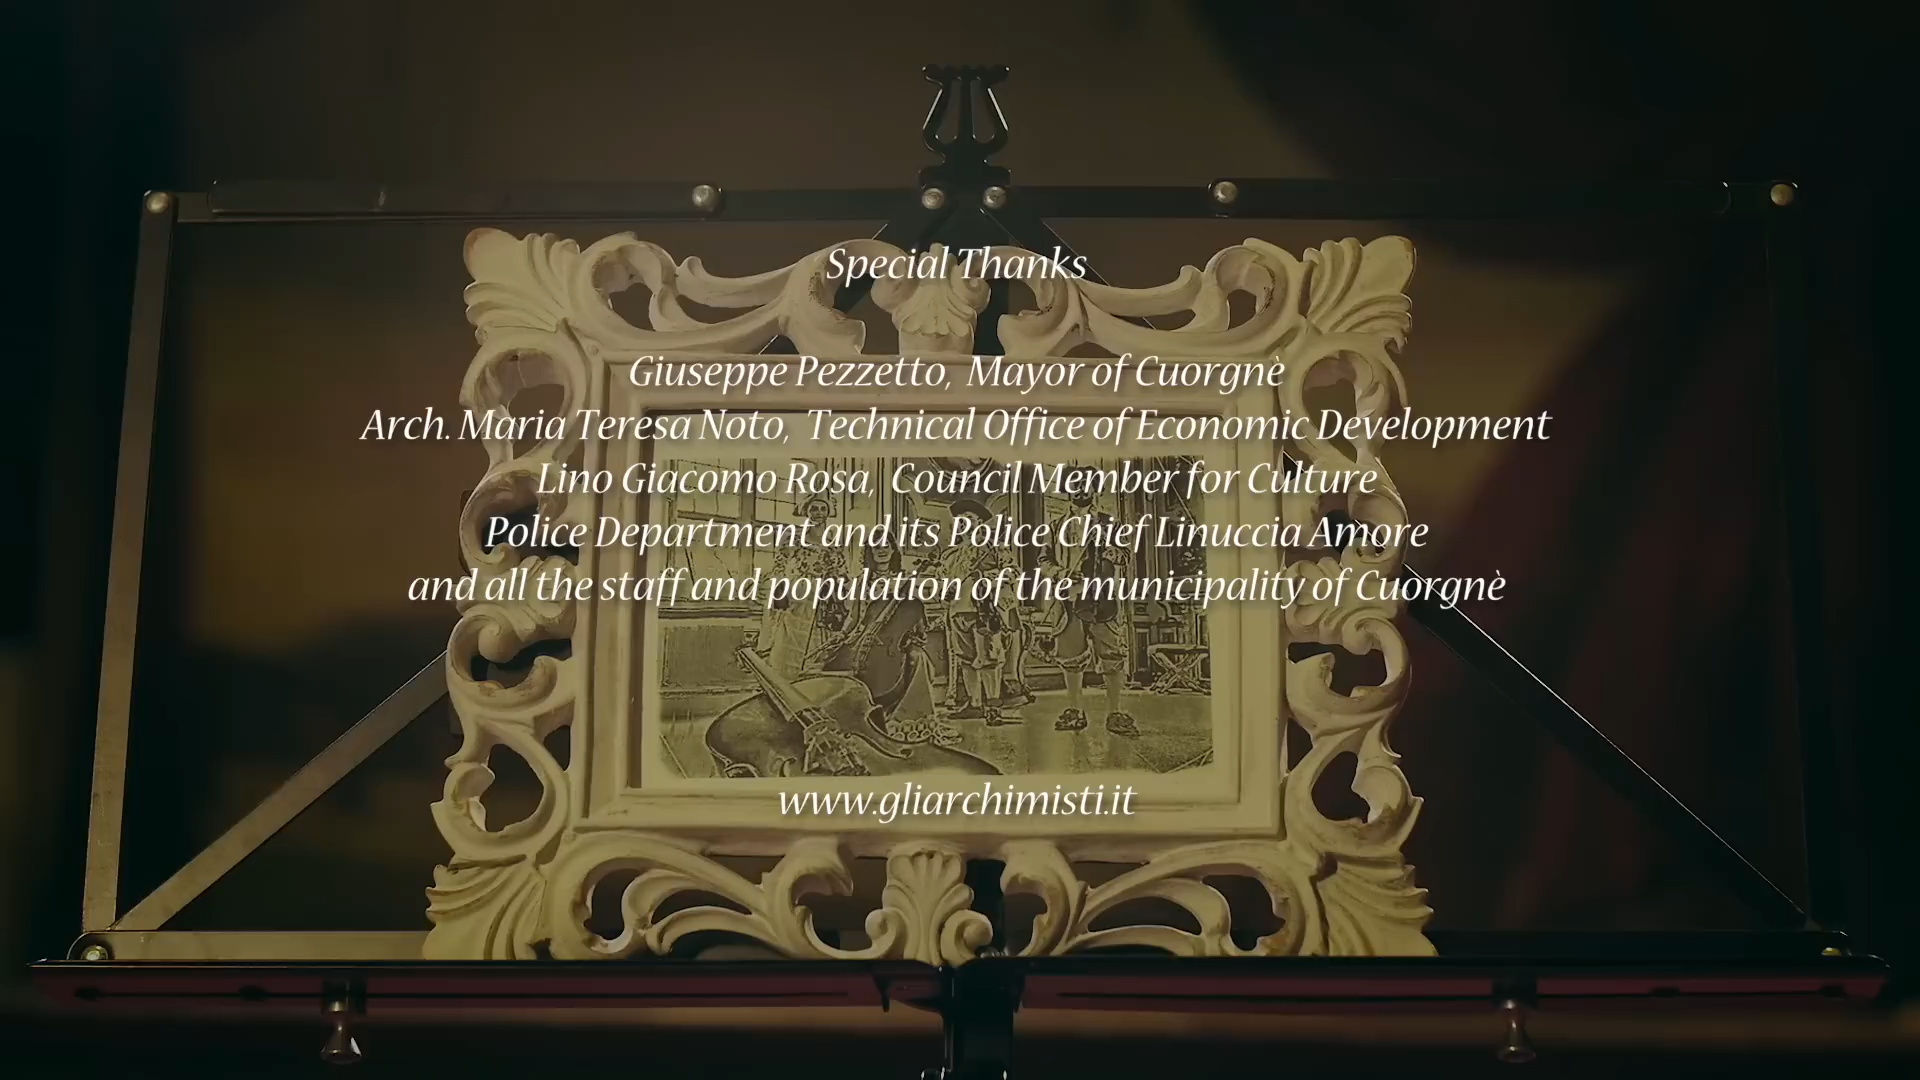 Special Thanks
Giuseppe Pezzetto, Mayor of Cuorgnè
Arch. Maria Teresa Noto, Technical Office of Economic Development
Lino Giacomo Rosa, Council Member for Culture
Police Department and its Police Chief Linuccia Amore
and all the staff and population of the municipality of Cuorgnè
www.gliarchimisti.it